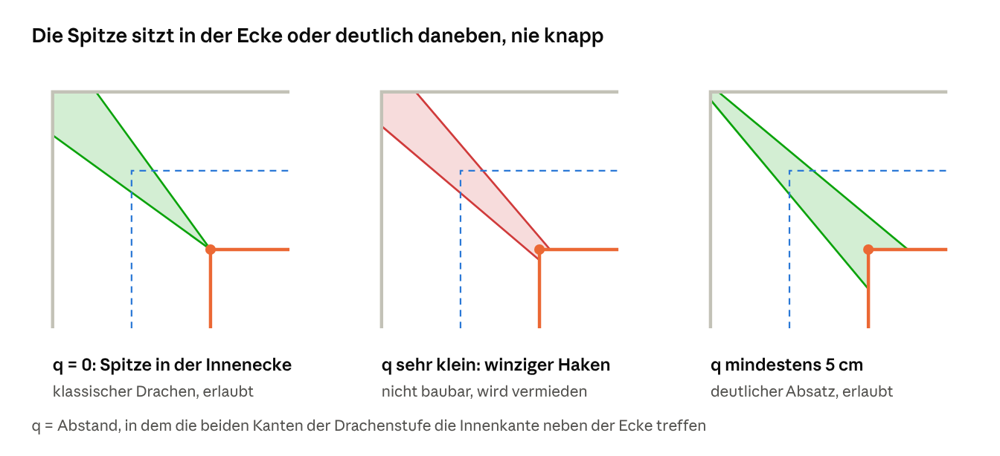 Die Spitze sitzt in der Ecke oder deutlich daneben, nie knapp
q = 0: Spitze in der Innenecke
klassischer Drachen, erlaubt
q sehr klein: winziger Haken
nicht baubar, wird vermieden
q mindestens 5 cm
deutlicher Absatz, erlaubt
q = Abstand, in dem die beiden Kanten der Drachenstufe die Innenkante neben der Ecke treffen